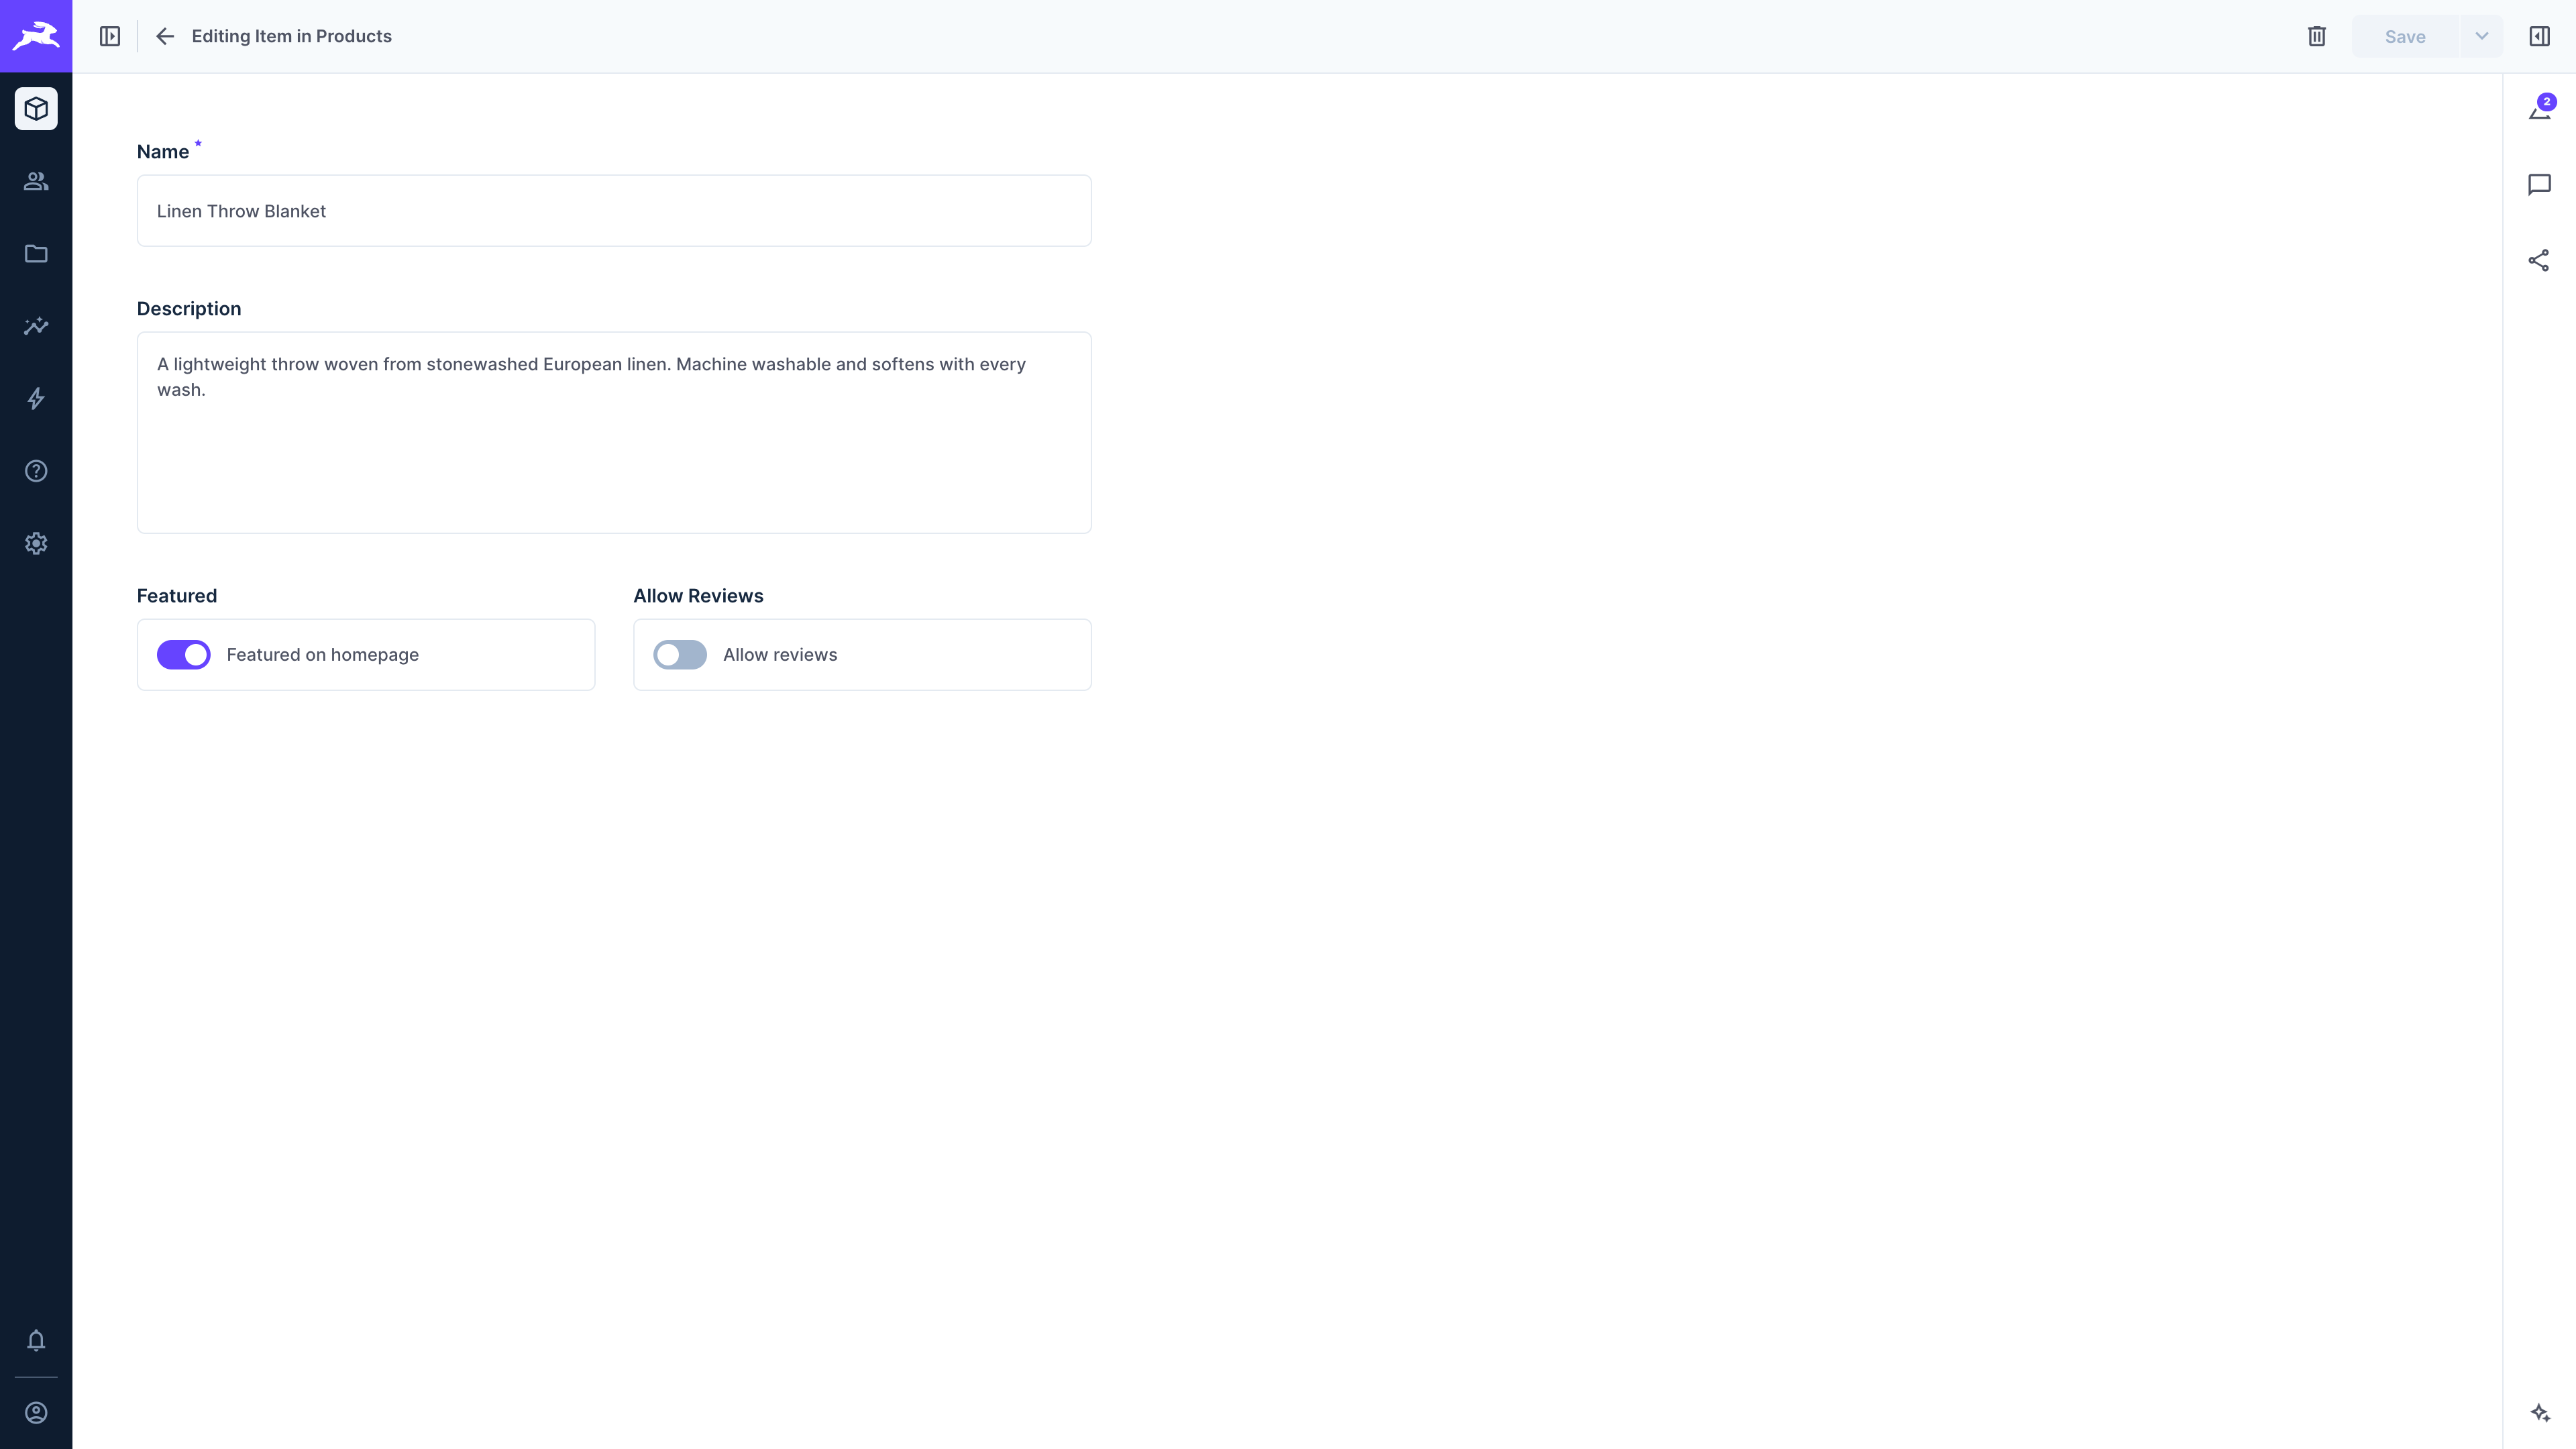 Editing Item in Products
Save
2
Name *
Linen Throw Blanket
Description
A lightweight throw woven from stonewashed European linen. Machine washable and softens with every
wash.
Featured
Allow Reviews
Featured on homepage
Allow reviews